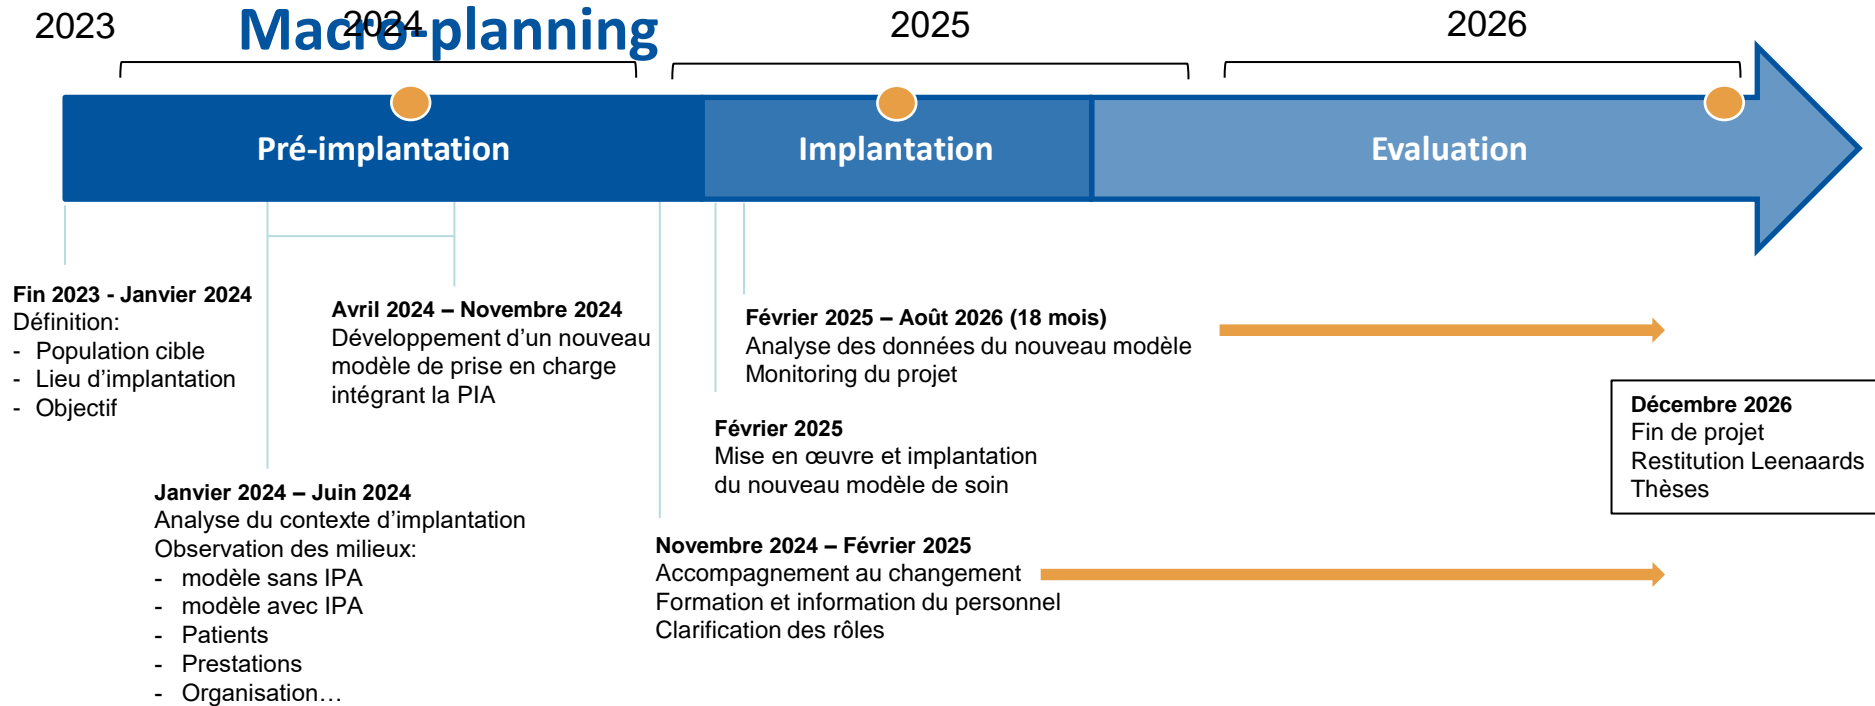 Macro-planning
2023
2024
2025
2026
Pré-implantation
Implantation
Evaluation
Fin 2023 - Janvier 2024
Définition:
- Population cible
- Lieu d’implantation
- Objectif
Janvier 2024 – Juin 2024
Analyse du contexte d’implantation
Observation des milieux:
- modèle sans IPA
- modèle avec IPA
- Patients
- Prestations
- Organisation…
Avril 2024 – Novembre 2024
Développement d’un nouveau
modèle de prise en charge
intégrant la PIA
Novembre 2024 – Février 2025
Accompagnement au changement
Formation et information du personnel
Clarification des rôles
Février 2025
Mise en œuvre et implantation
du nouveau modèle de soin
Février 2025 – Août 2026 (18 mois)
Analyse des données du nouveau modèle
Monitoring du projet
Décembre 2026
Fin de projet
Restitution Leenaards
Thèses